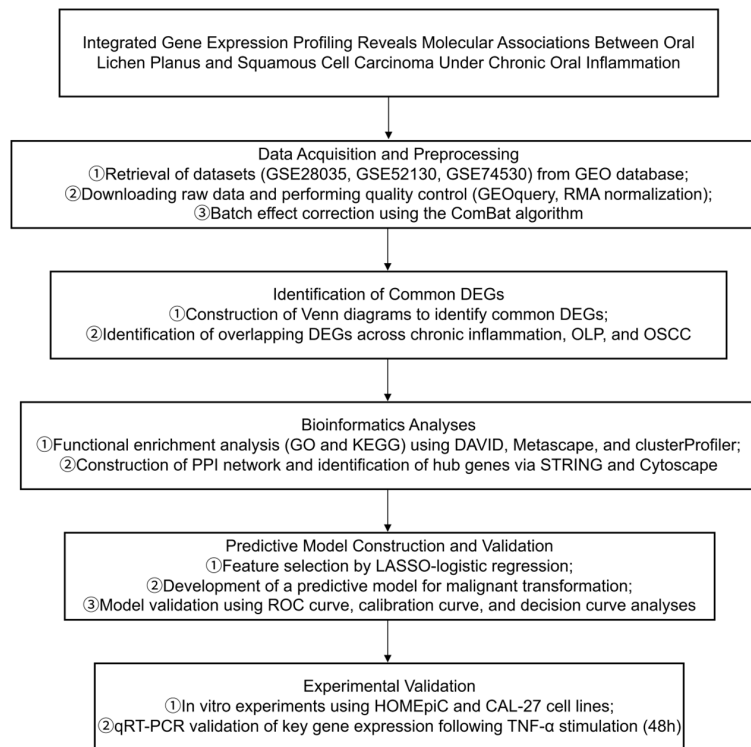 Integrated Gene Expression Profiling Reveals Molecular Associations Between Oral
Lichen Planus and Squamous Cell Carcinoma Under Chronic Oral Inflammation
Data Acquisition and Preprocessing
①Retrieval of datasets (GSE28035, GSE52130, GSE74530) from GEO database;
②Downloading raw data and performing quality control (GEOquery, RMA normalization);
③Batch effect correction using the ComBat algorithm
Identification of Common DEGs
①Construction of Venn diagrams to identify common DEGs;
②Identification of overlapping DEGs across chronic inflammation, OLP, and OSCC
Bioinformatics Analyses
①Functional enrichment analysis (GO and KEGG) using DAVID, Metascape, and clusterProfiler;
②Construction of PPI network and identification of hub genes via STRING and Cytoscape
Predictive Model Construction and Validation
①Feature selection by LASSO-logistic regression;
②Development of a predictive model for malignant transformation;
③Model validation using ROC curve, calibration curve, and decision curve analyses
Experimental Validation
①In vitro experiments using HOMEpiC and CAL-27 cell lines;
②qRT-PCR validation of key gene expression following TNF-α stimulation (48h)